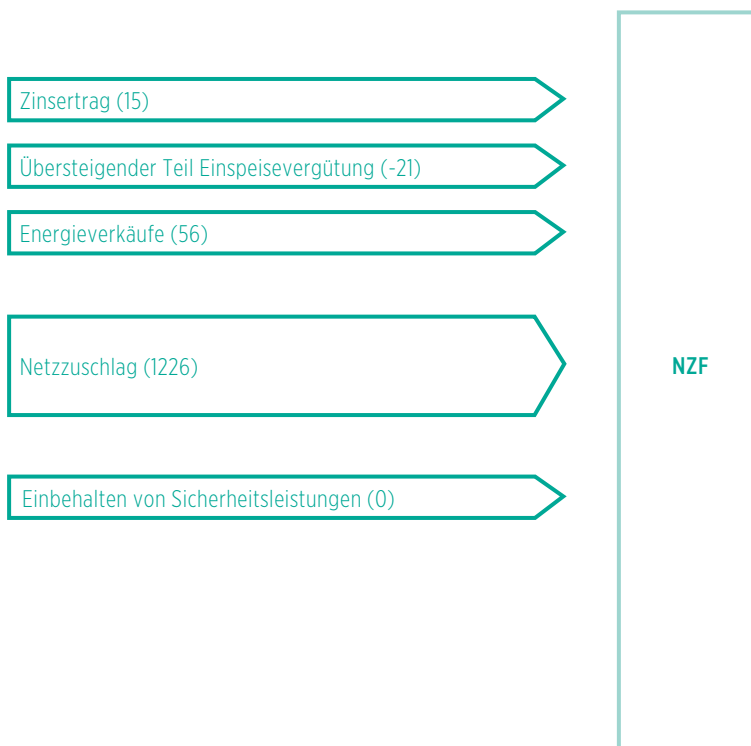 Zinsertrag (15)
Übersteigender Teil Einspeisevergütung (-21)
Energieverkäufe (56)
Netzzuschlag (1226)
NZF
Einbehalten von Sicherheitsleistungen (0)